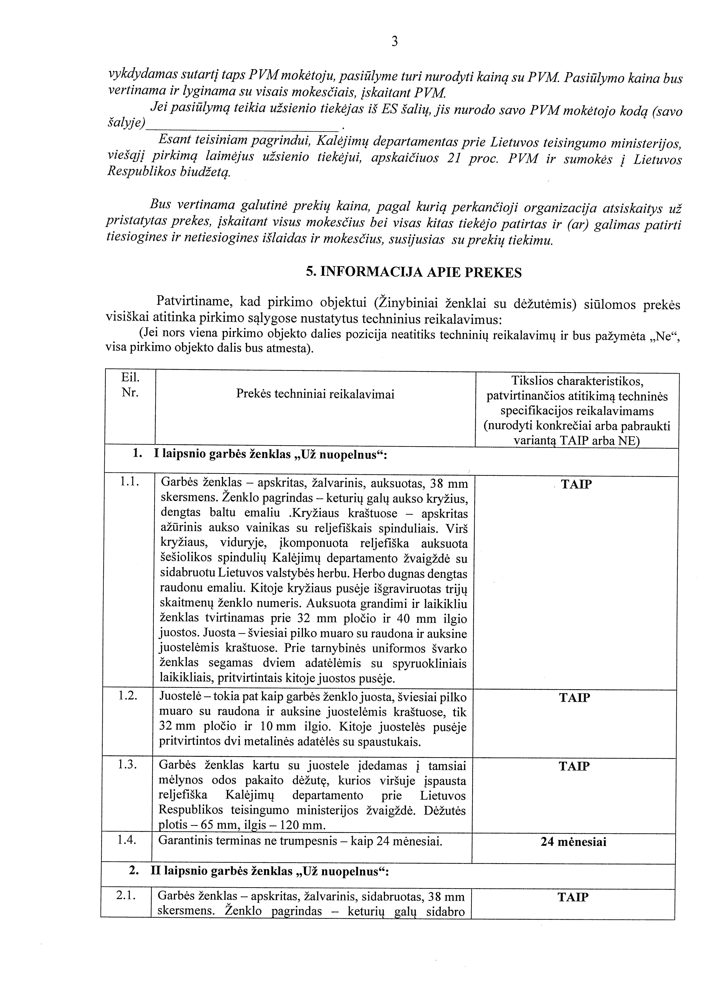 3
vykdydamas sutartį taps PVM mokėtoju, pasiūlyme turi nurodyti kainą su PVM. Pasiūlymo kaina bus
vertinama ir lyginama su visais mokesčiais, įskaitant PVM.
Jei pasiūlymą teikia užsienio tiekėjas iš ES šalių, jis nurodo savo PVM mokėtojo kodą (savo
šalyje)______________________________.
Esant teisiniam pagrindui, Kalėjimų departamentas prie Lietuvos teisingumo ministerijos,
viešąjį pirkimą laimėjus užsienio tiekėjui, apskaičiuos 21 proc. PVM ir sumokės į Lietuvos
Respublikos biudžetą.
Bus vertinama galutinė prekių kaina, pagal kurią perkančioji organizacija atsiskaitys už
pristatytas prekes, įskaitant visus mokesčius bei visas kitas tiekėjo patirtas ir (ar) galimas patirti
tiesiogines ir netiesiogines išlaidas ir mokesčius, susijusias su prekių tiekimu.
5. INFORMACIJA APIE PREKES
Patvirtiname, kad pirkimo objektui (Žinybiniai ženklai su dėžutėmis) siūlomos prekės
visiškai atitinka pirkimo sąlygose nustatytus techninius reikalavimus:
(Jei nors viena pirkimo objekto dalies pozicija neatitiks techninių reikalavimų ir bus pažymėta „Ne“,
visa pirkimo objekto dalis bus atmesta).
Eil.
Nr.
Prekės techniniai reikalavimai
Tikslios charakteristikos,
patvirtinančios atitikimą techninės
specifikacijos reikalavimams
(nurodyti konkrečiai arba pabraukti
variantą TAIP arba NE)
1. I laipsnio garbės ženklas „Už nuopelnus“:
1.1.
Garbės ženklas – apskritas, žalvarinis, auksuotas, 38 mm
skersmens. Ženklo pagrindas – keturių galų aukso kryžius,
dengtas baltu emaliu .Kryžiaus kraštuose – apskritas
ažūrinis aukso vainikas su reljefiškais spinduliais. Virš
kryžiaus, viduryje, įkomponuota reljefiška auksuota
šešiolikos spindulių Kalėjimų departamento žvaigždė su
sidabruotu Lietuvos valstybės herbu. Herbo dugnas dengtas
raudonu emaliu. Kitoje kryžiaus pusėje išgraviruotas trijų
skaitmenų ženklo numeris. Auksuota grandimi ir laikikliu
ženklas tvirtinamas prie 32 mm pločio ir 40 mm ilgio
juostos. Juosta – šviesiai pilko muaro su raudona ir auksine
juostelėmis kraštuose. Prie tarnybinės uniformos švarko
ženklas segamas dviem adatėlėmis su spyruokliniais
laikikliais, pritvirtintais kitoje juostos pusėje.
TAIP
1.2.
Juostelė – tokia pat kaip garbės ženklo juosta, šviesiai pilko
muaro su raudona ir auksine juostelėmis kraštuose, tik
32 mm pločio ir 10 mm ilgio. Kitoje juostelės pusėje
pritvirtintos dvi metalinės adatėlės su spaustukais.
TAIP
1.3.
Garbės ženklas kartu su juostele įdedamas į tamsiai
mėlynos odos pakaito dėžutę, kurios viršuje įspausta
reljefiška Kalėjimų departamento prie Lietuvos
Respublikos teisingumo ministerijos žvaigždė. Dėžutės
plotis – 65 mm, ilgis – 120 mm.
TAIP
1.4.
Garantinis terminas ne trumpesnis – kaip 24 mėnesiai.
24 mėnesiai
2. II laipsnio garbės ženklas „Už nuopelnus“:
2.1.
Garbės ženklas – apskritas, žalvarinis, sidabruotas, 38 mm
skersmens. Ženklo pagrindas – keturių galų sidabro
TAIP